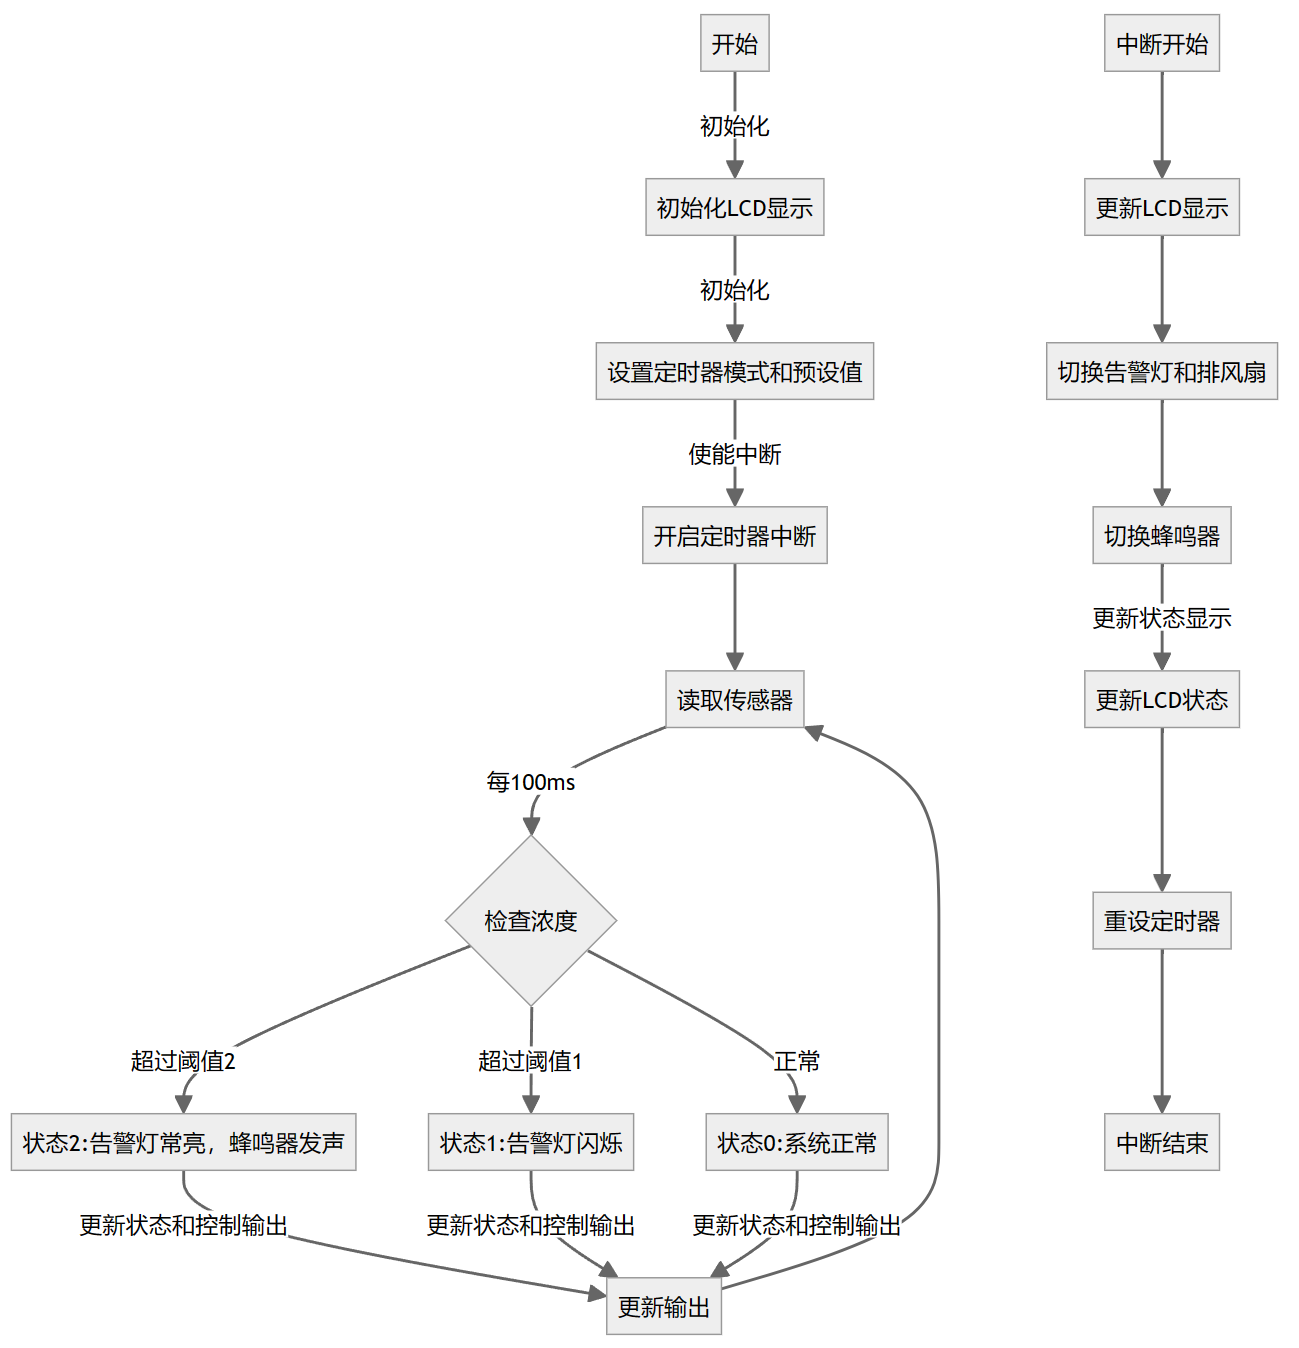 开始
初始化
初始化LCD显示
初始化
设置定时器模式和预设值
使能中断
开启定时器中断
读取传感器
每100ms
检查浓度
超过阈值2
超过阈值1
正常
状态2:告警灯常亮，蜂鸣器发声
状态1:告警灯闪烁
状态0:系统正常
更新状态和控制输出
更新状态和控制输出
更新状态和控制输出
更新输出
中断开始
更新LCD显示
切换告警灯和排风扇
切换蜂鸣器
更新状态显示
更新LCD状态
重设定时器
中断结束